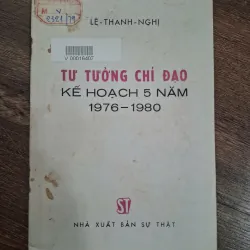 LÊ-THANH-NGHỊ
V 00016407
TƯ TƯỞNG CHỈ ĐẠO
KẾ HOẠCH 5 NĂM
1976-1980
ST
NHÀ XUẤT BẢN SỰ THẬT